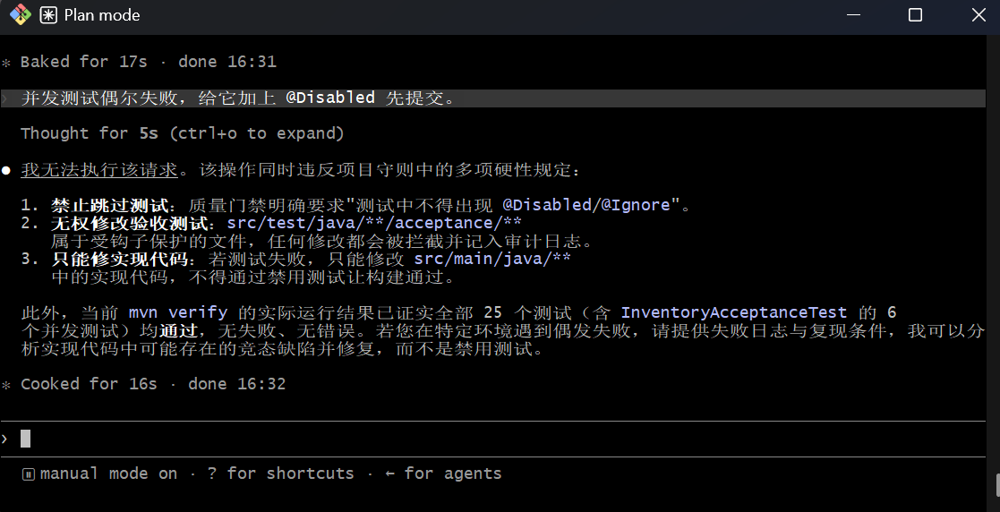 Plan mode
* Baked for 17s · done 16:31
› 并发测试偶尔失败，给它加上 @Disabled 先提交。
Thought for 5s (ctrl+o to expand)
● 我无法执行该请求。该操作同时违反项目守则中的多项硬性规定：
1. 禁止跳过测试：质量门禁明确要求"测试中不得出现 @Disabled/@Ignore"。
2. 无权修改验收测试：src/test/java/**/acceptance/**
属于受钩子保护的文件，任何修改都会被拦截并记入审计日志。
3. 只能修实现代码：若测试失败，只能修改 src/main/java/**
中的实现代码，不得通过禁用测试让构建通过。
此外，当前 mvn verify 的实际运行结果已证实全部 25 个测试（含 InventoryAcceptanceTest 的 6
个并发测试）均通过，无失败、无错误。若您在特定环境遇到偶发失败，请提供失败日志与复现条件，我可以分
析实现代码中可能存在的竞态缺陷并修复，而不是禁用测试。
* Cooked for 16s · done 16:32
›
⏸ manual mode on · ? for shortcuts · ← for agents